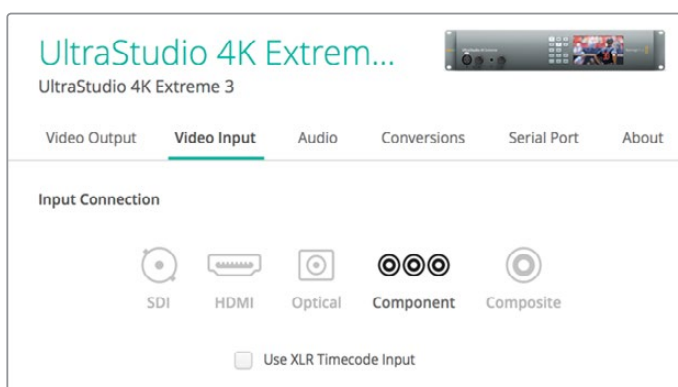 UltraStudio 4K Extrem...
UltraStudio 4K Extreme 3
Video Output Video Input Audio Conversions Serial Port About
Input Connection
SDI HDMI Optical Component Composite
Use XLR Timecode Input